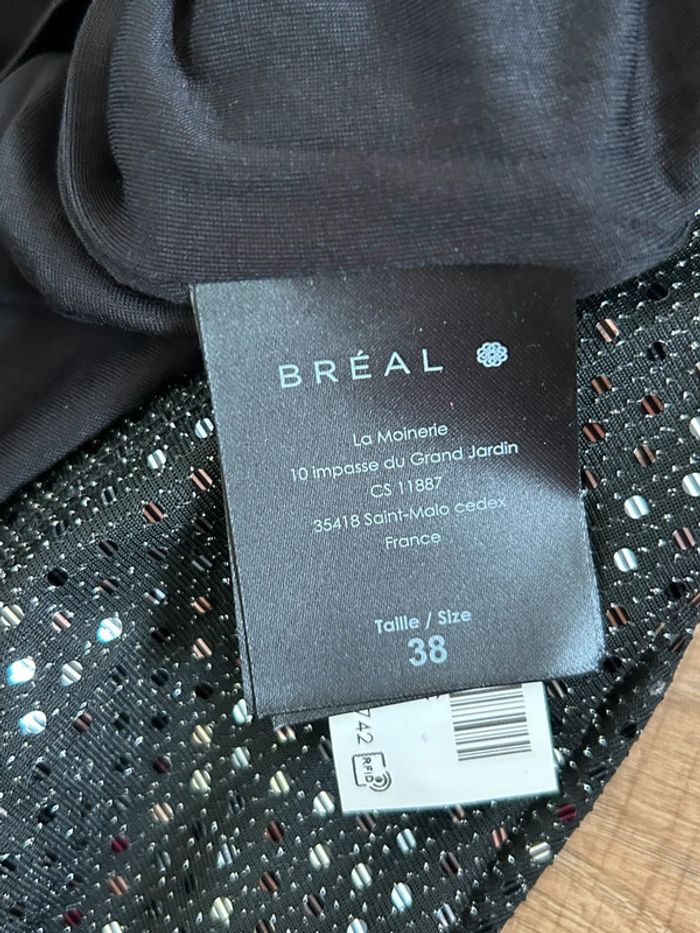 BRÉAL
La Moinerie
10 impasse du Grand Jardin
CS 11887
35418 Saint-Malo cedex
France
Taille / Size
38
742
RFID